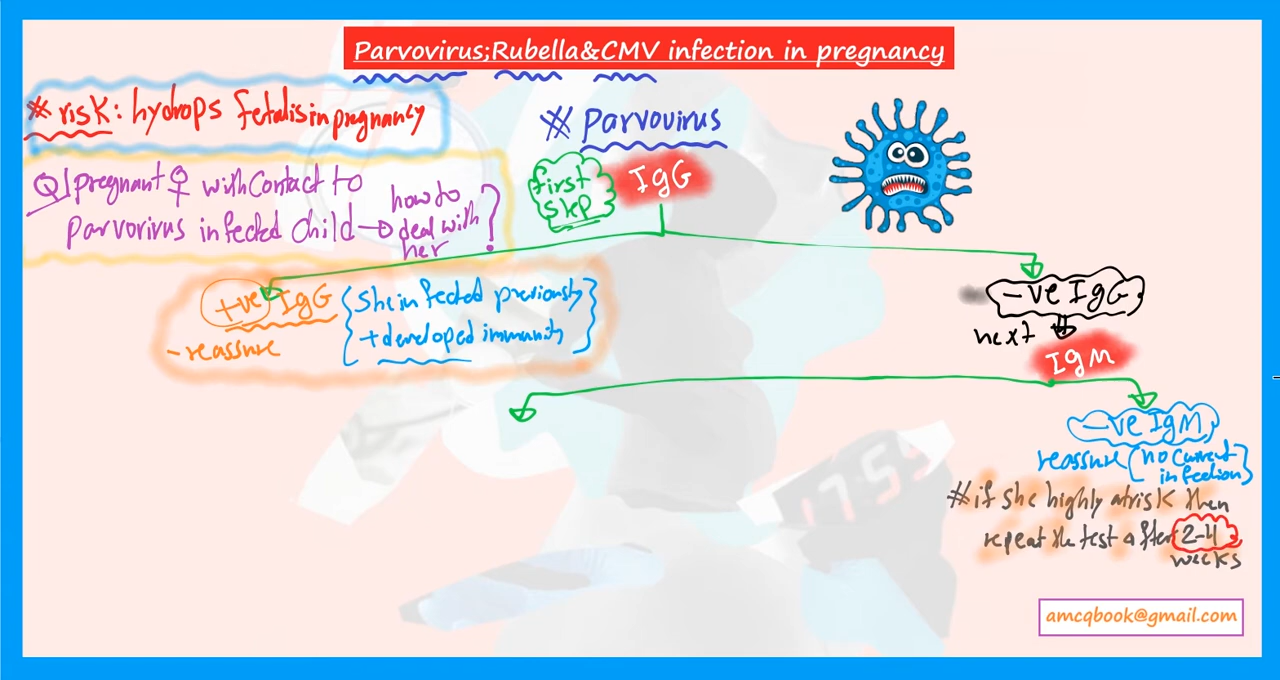 Parvovirus;Rubella&CMV infection in pregnancy
* risk: hydrops fetalis in pregnancy
# Parvovirus
Q/ pregnant ♀ with contact to
parvovirus infected child → how to deal with her ?
first step
IgG
+ve IgG { She infected previously
+ developed immunity }
- reassure
-ve IgG
next
IgM
-ve IgM
reassure (no current
infection)
# if she highly at risk then
repeat the test after 2-4
weeks
17:59
amcqbook@gmail.com